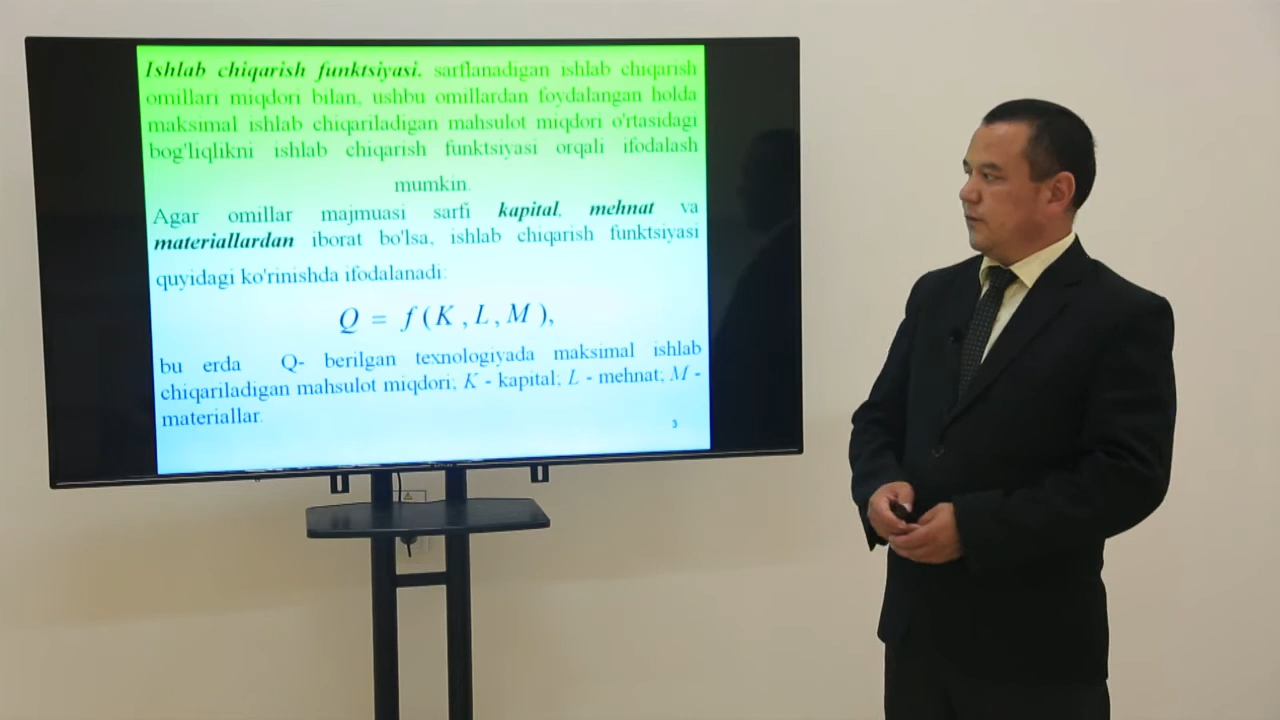 Ishlab chiqarish funktsiyasi. sarflanadigan ishlab chiqarish
omillari miqdori bilan, ushbu omillardan foydalangan holda
maksimal ishlab chiqariladigan mahsulot miqdori o'rtasidagi
bog'liqlikni ishlab chiqarish funktsiyasi orqali ifodalash
mumkin.
Agar omillar majmuasi sarfi kapital, mehnat va
materiallardan iborat bo'lsa, ishlab chiqarish funktsiyasi
quyidagi ko'rinishda ifodalanadi:
Q = f (K , L , M ),
bu erda Q- berilgan texnologiyada maksimal ishlab
chiqariladigan mahsulot miqdori; K - kapital; L - mehnat; M -
materiallar.
3